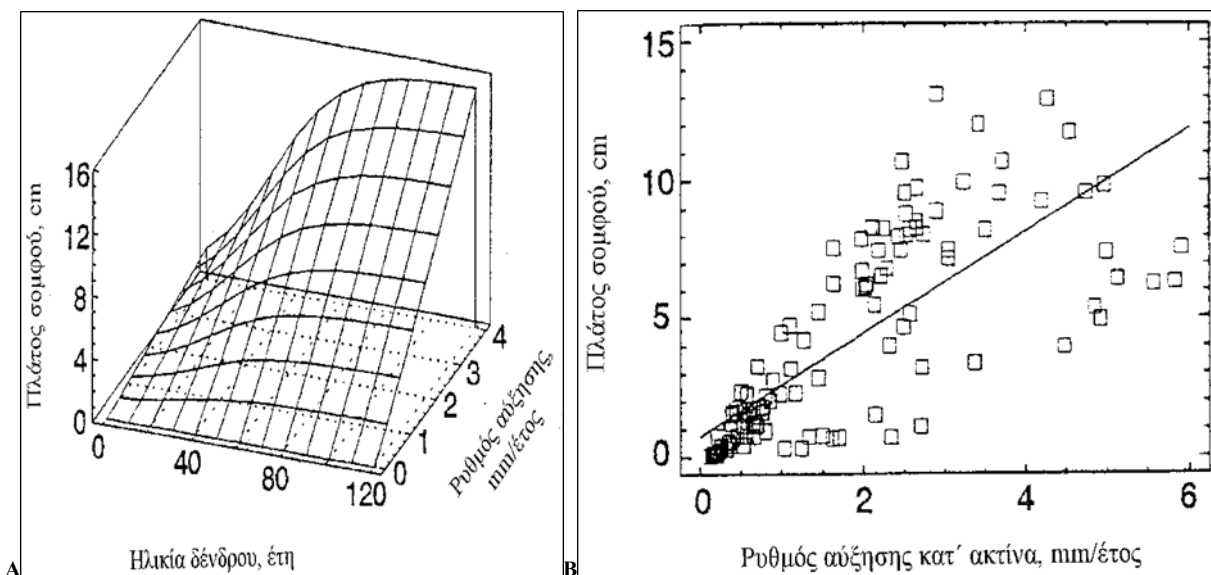 16
12
8
4
0
Πλάτος σομφού, cm
0
40
80
120
Ηλικία δένδρου, έτη
4
3
2
1
0
Ρυθμός αύξησης,
mm/έτος
A
15
10
5
0
Πλάτος σομφού, cm
0 2 4 6
Ρυθμός αύξησης κατ΄ ακτίνα, mm/έτος
B